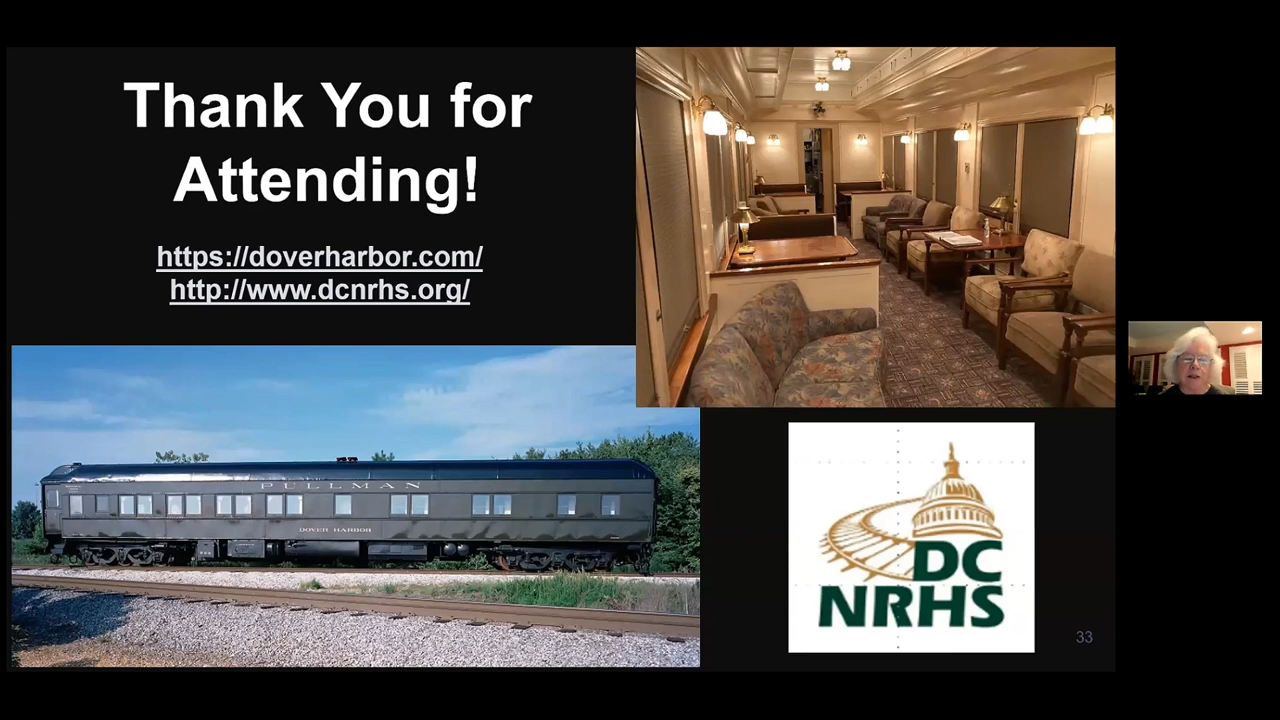 Thank You for
Attending!
https://doverharbor.com/
http://www.dcnrhs.org/
PULLMAN
DOVER HARBOR
DC
NRHS
33